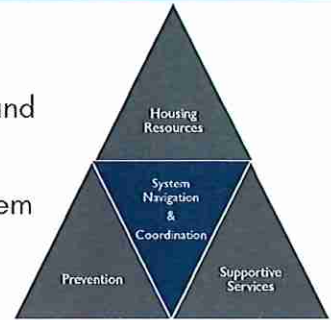 und
em
Housing
Resources
System
Navigation
&
Coordination
Prevention
Supportive
Services